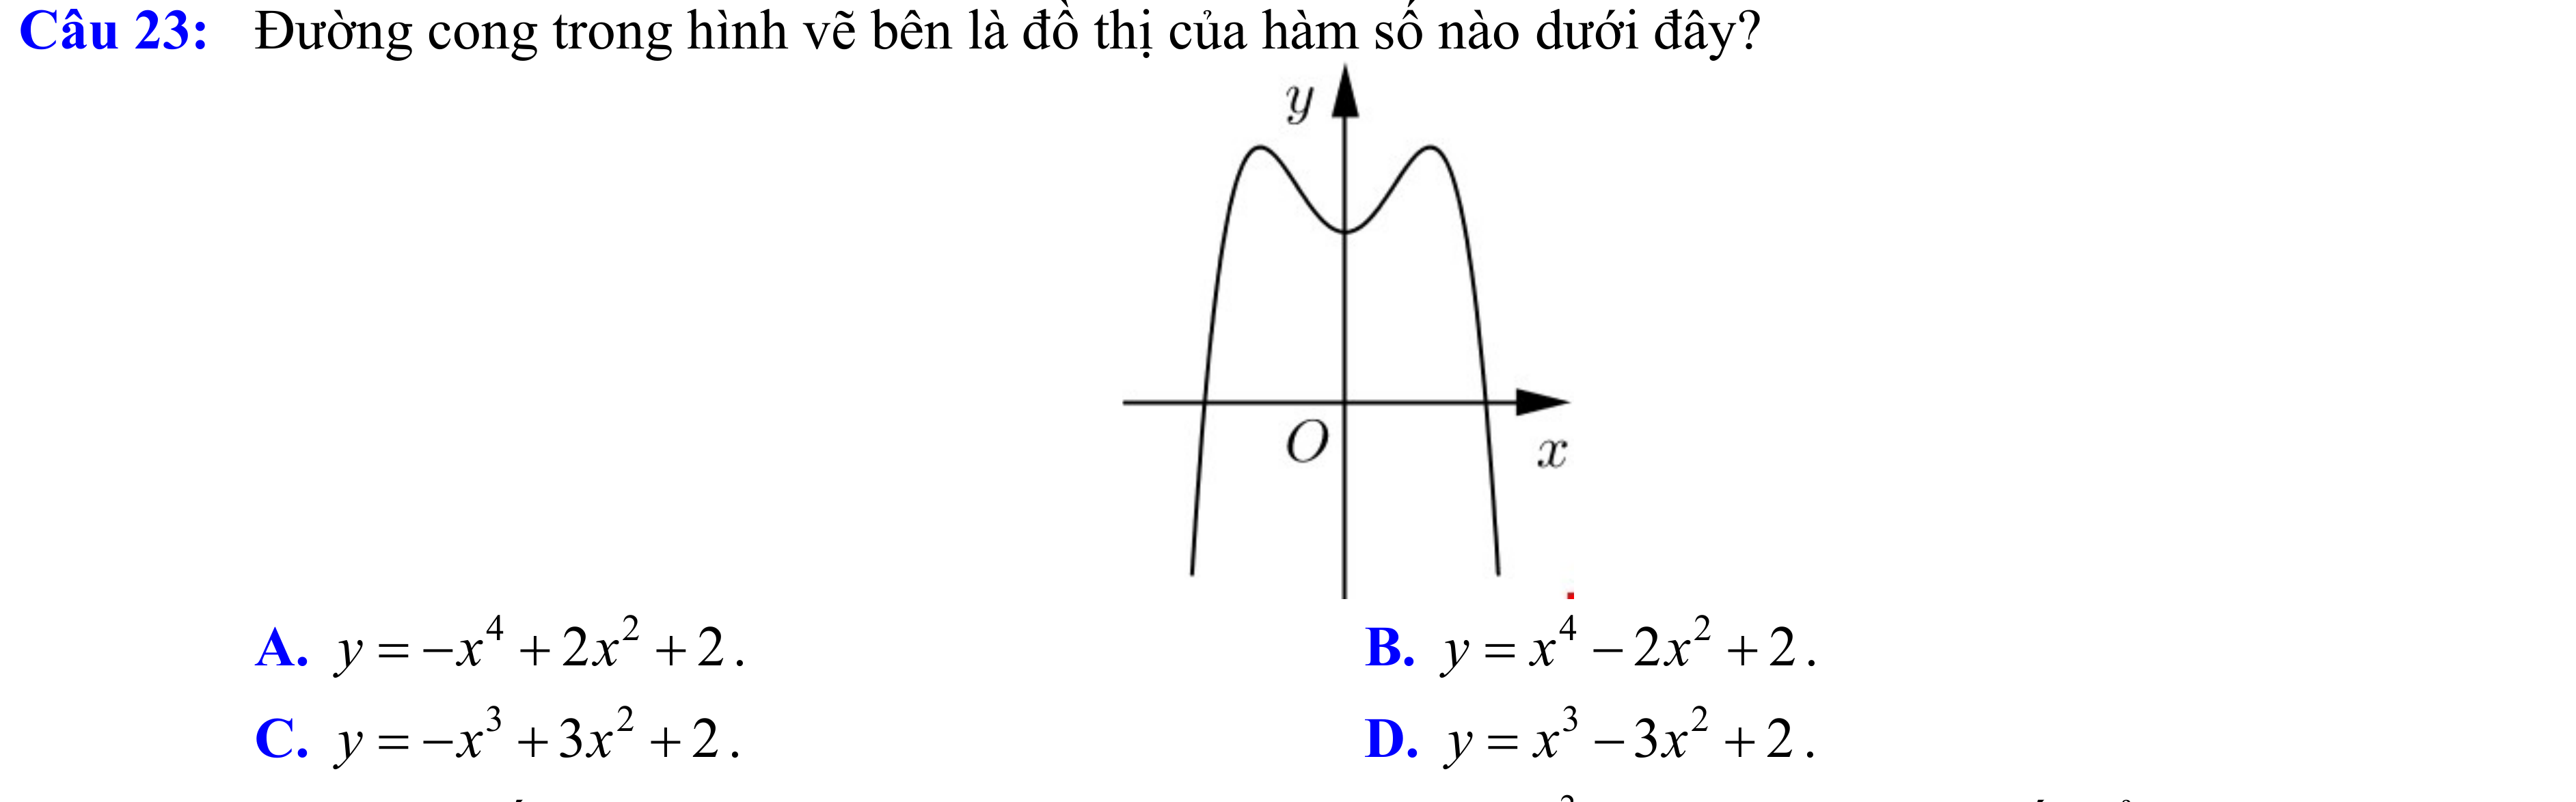 Câu 23: Đường cong trong hình vẽ bên là đồ thị của hàm số nào dưới đây?
y
O
x
A. y = −x⁴ + 2x² + 2.
B. y = x⁴ − 2x² + 2.
C. y = −x³ + 3x² + 2.
D. y = x³ − 3x² + 2.